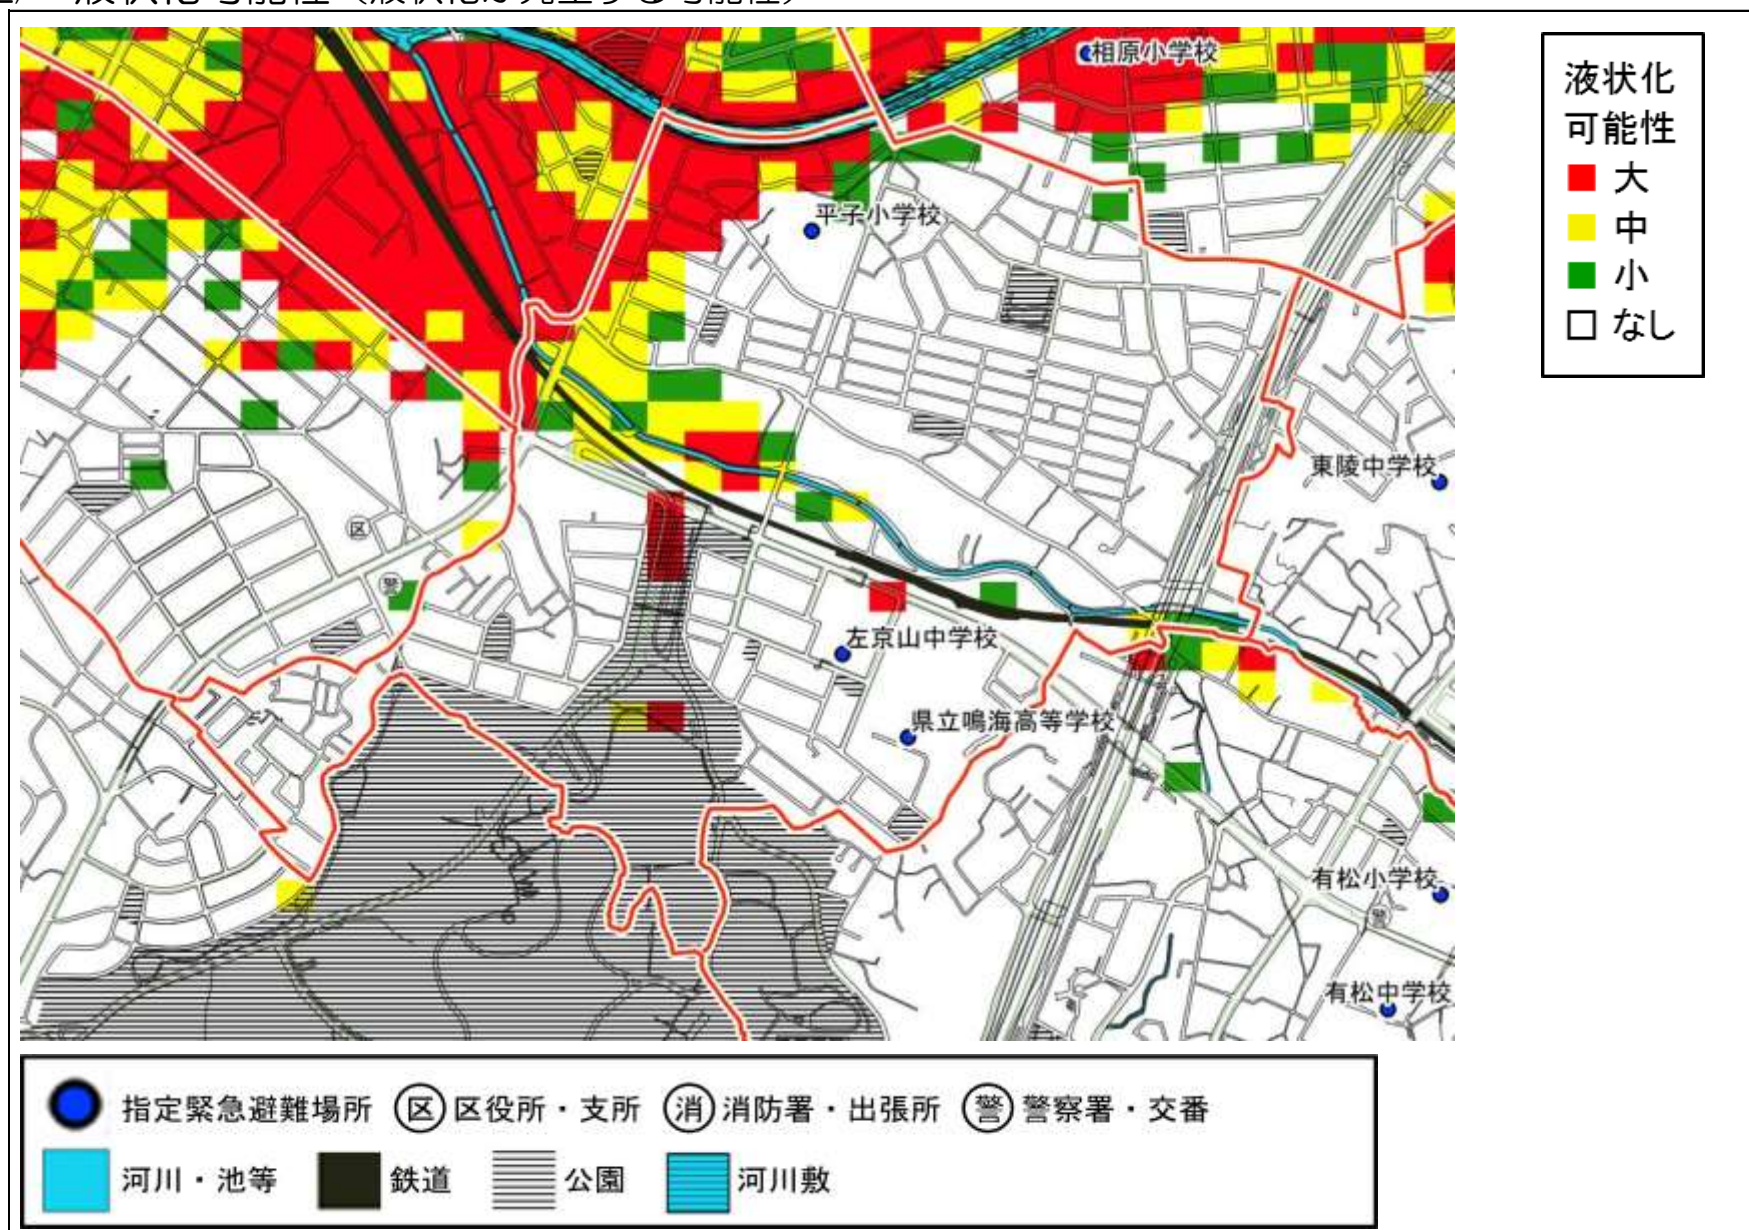 液状化可能性（液状化が発生する可能性）
相原小学校
平子小学校
東陵中学校
区
警
左京山中学校
県立鳴海高等学校
有松小学校
警
有松中学校
液状化
可能性
大
中
小
なし
指定緊急避難場所 区 区役所・支所 消 消防署・出張所 警 警察署・交番
河川・池等 鉄道 公園 河川敷